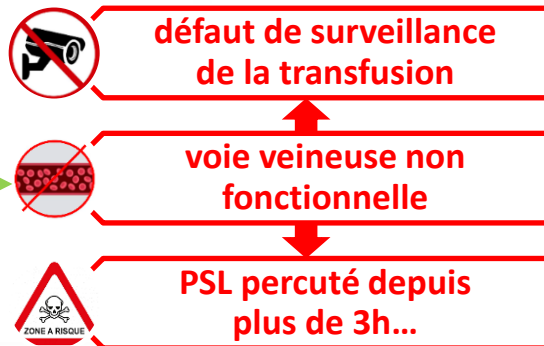 défaut de surveillance
de la transfusion
voie veineuse non
fonctionnelle
PSL percuté depuis
plus de 3h...
ZONE A RISQUE